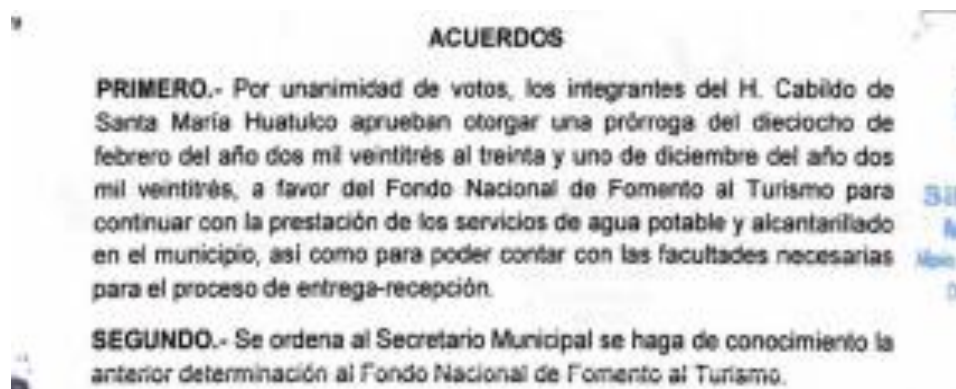 ACUERDOS
PRIMERO.- Por unanimidad de votos, los integrantes del H. Cabildo de
Santa María Huatulco aprueban otorgar una prórroga del dieciocho de
febrero del año dos mil veintitrés al treinta y uno de diciembre del año dos
mil veintitrés, a favor del Fondo Nacional de Fomento al Turismo para
continuar con la prestación de los servicios de agua potable y alcantarillado
en el municipio, así como para poder contar con las facultades necesarias
para el proceso de entrega-recepción.
SEGUNDO.- Se ordena al Secretario Municipal se haga de conocimiento la
anterior determinación al Fondo Nacional de Fomento al Turismo.